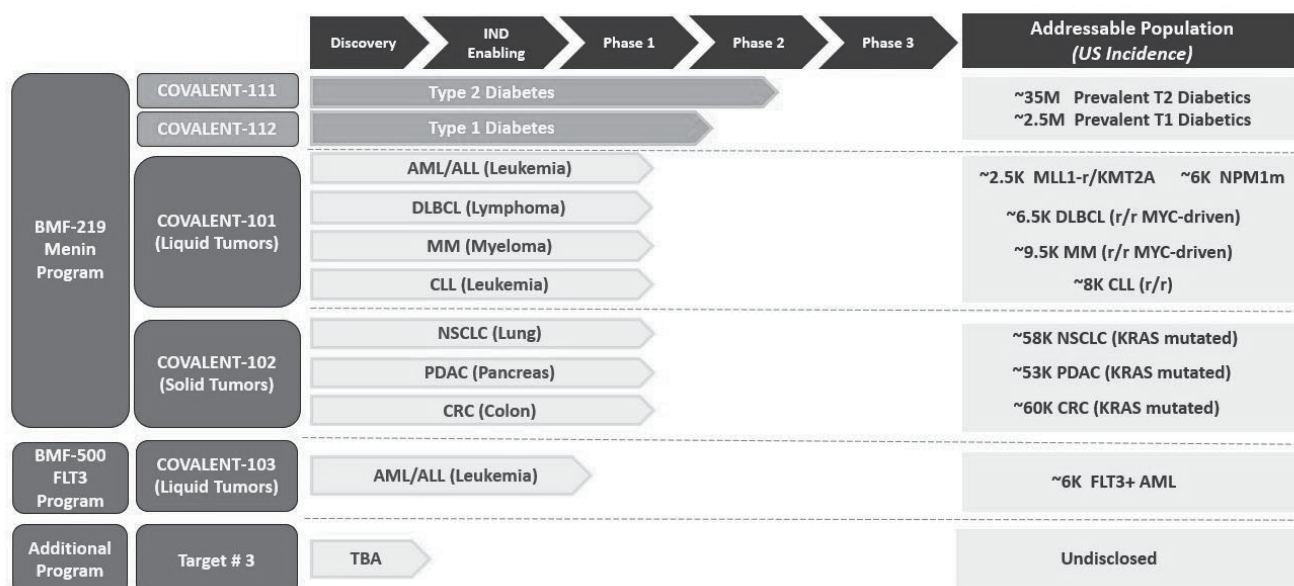 Discovery
IND
Enabling
Phase 1
Phase 2
Phase 3
Addressable Population
(US Incidence)
BMF-219
Menin
Program
COVALENT-111
Type 2 Diabetes
~35M Prevalent T2 Diabetics
COVALENT-112
Type 1 Diabetes
~2.5M Prevalent T1 Diabetics
COVALENT-101
(Liquid Tumors)
AML/ALL (Leukemia)
~2.5K MLL1-r/KMT2A ~6K NPM1m
DLBCL (Lymphoma)
~6.5K DLBCL (r/r MYC-driven)
MM (Myeloma)
~9.5K MM (r/r MYC-driven)
CLL (Leukemia)
~8K CLL (r/r)
COVALENT-102
(Solid Tumors)
NSCLC (Lung)
~58K NSCLC (KRAS mutated)
PDAC (Pancreas)
~53K PDAC (KRAS mutated)
CRC (Colon)
~60K CRC (KRAS mutated)
BMF-500
FLT3
Program
COVALENT-103
(Liquid Tumors)
AML/ALL (Leukemia)
~6K FLT3+ AML
Additional
Program
Target # 3
TBA
Undisclosed